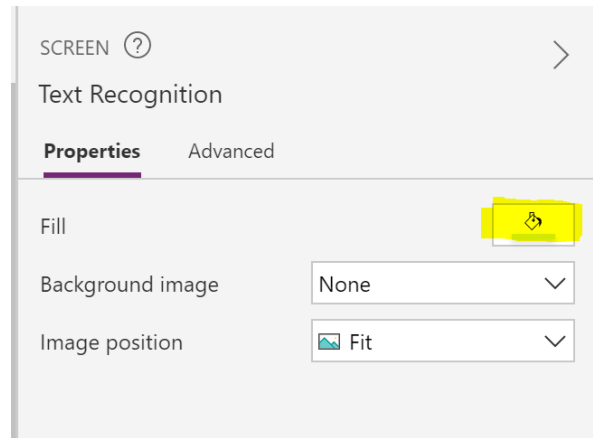 SCREEN ?
Text Recognition
Properties Advanced
Fill
Background image None
Image position Fit